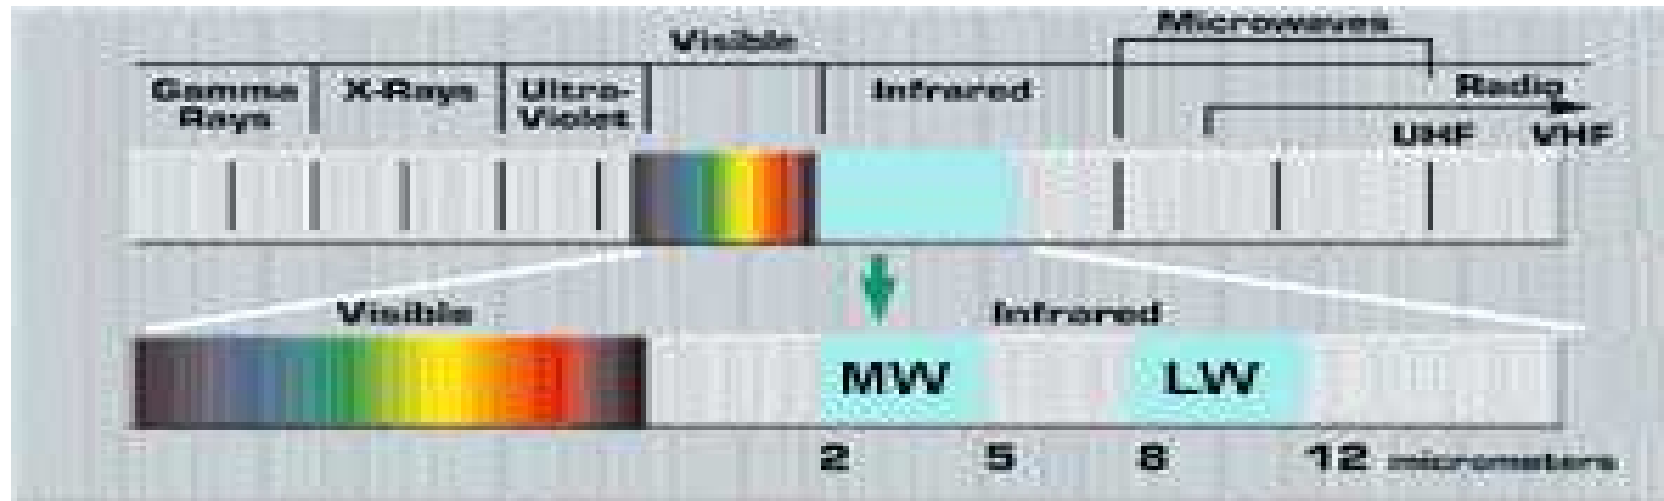 Microwaves
Visible
Gamma Rays
X-Rays
Ultra-Violet
Infrared
Radio
UHF VHF
Visible
Infrared
MW
LW
2 5 8 12 micrometers